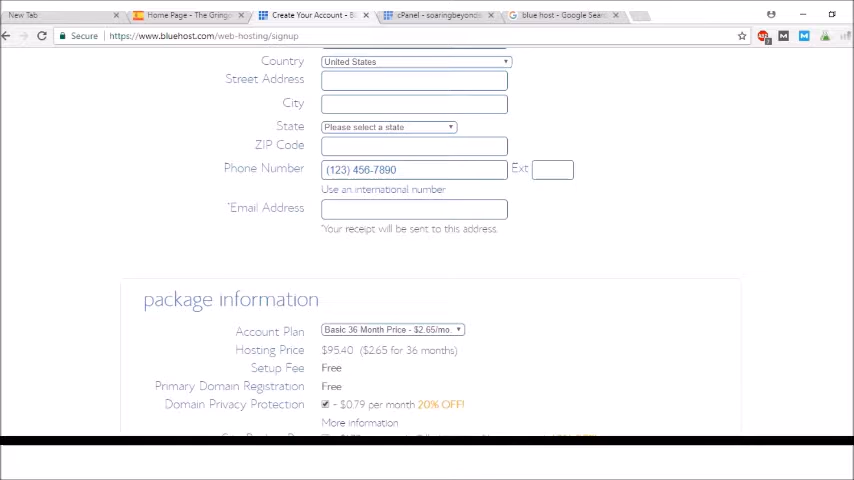 New Tab
Home Page - The Gring
Create Your Account - Bl
cPanel - soaringbeyond
blue host - Google Sear
Secure https://www.bluehost.com/web-hosting/signup
Country United States
Street Address
City
State Please select a state
ZIP Code
Phone Number (123) 456-7890 Ext
Use an international number
*Email Address
*Your receipt will be sent to this address.
package information
Account Plan Basic 36 Month Price - $2.65/mo.
Hosting Price $95.40 ($2.65 for 36 months)
Setup Fee Free
Primary Domain Registration Free
Domain Privacy Protection - $0.79 per month 20% OFF!
More information